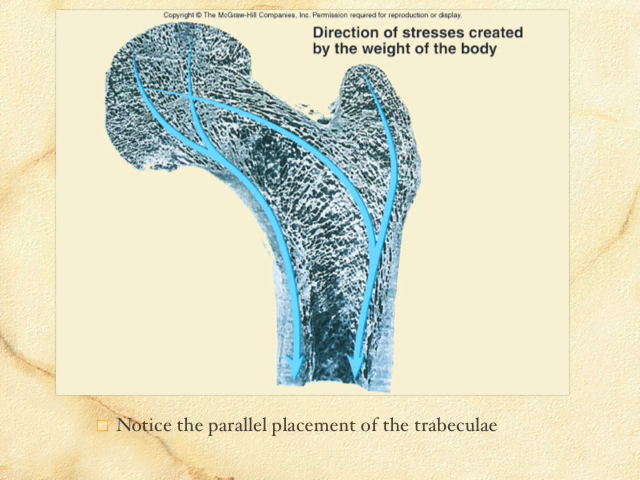 Copyright © The McGraw-Hill Companies, Inc. Permission required for reproduction or display.
Direction of stresses created
by the weight of the body
Notice the parallel placement of the trabeculae